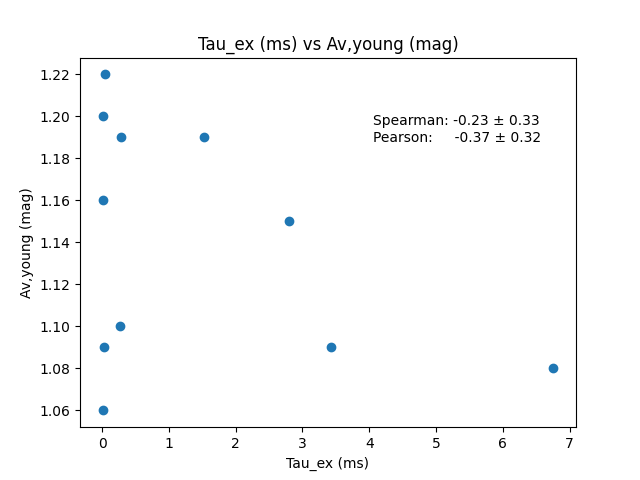 Tau_ex (ms) vs Av,young (mag)
1.22
1.20
1.18
1.16
1.14
1.12
1.10
1.08
1.06
Av,young (mag)
Spearman: -0.23 ± 0.33
Pearson: -0.37 ± 0.32
0 1 2 3 4 5 6 7
Tau_ex (ms)